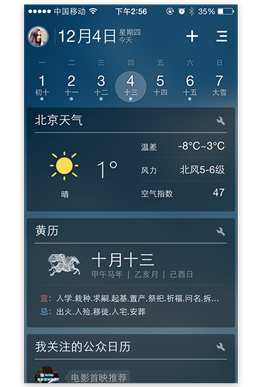 中国移动 下午2:56 35%
12月4日 星期四
今天
一 二 三 四 五 六 日
1 2 3 4 5 6 7
初十 十一 十二 十三 十四 十五 大雪
北京天气
1°
晴
温差 -8°C~3°C
风力 北风5-6级
空气指数 47
黄历
十月十三
甲午马年 | 乙亥月 | 己酉日
宜: 入学.栽种.求嗣.起基.置产.祭祀.祈福.问名.拆...
忌: 出火.入殓.移徙.入宅.安葬
我关注的公众日历
电影首映推荐